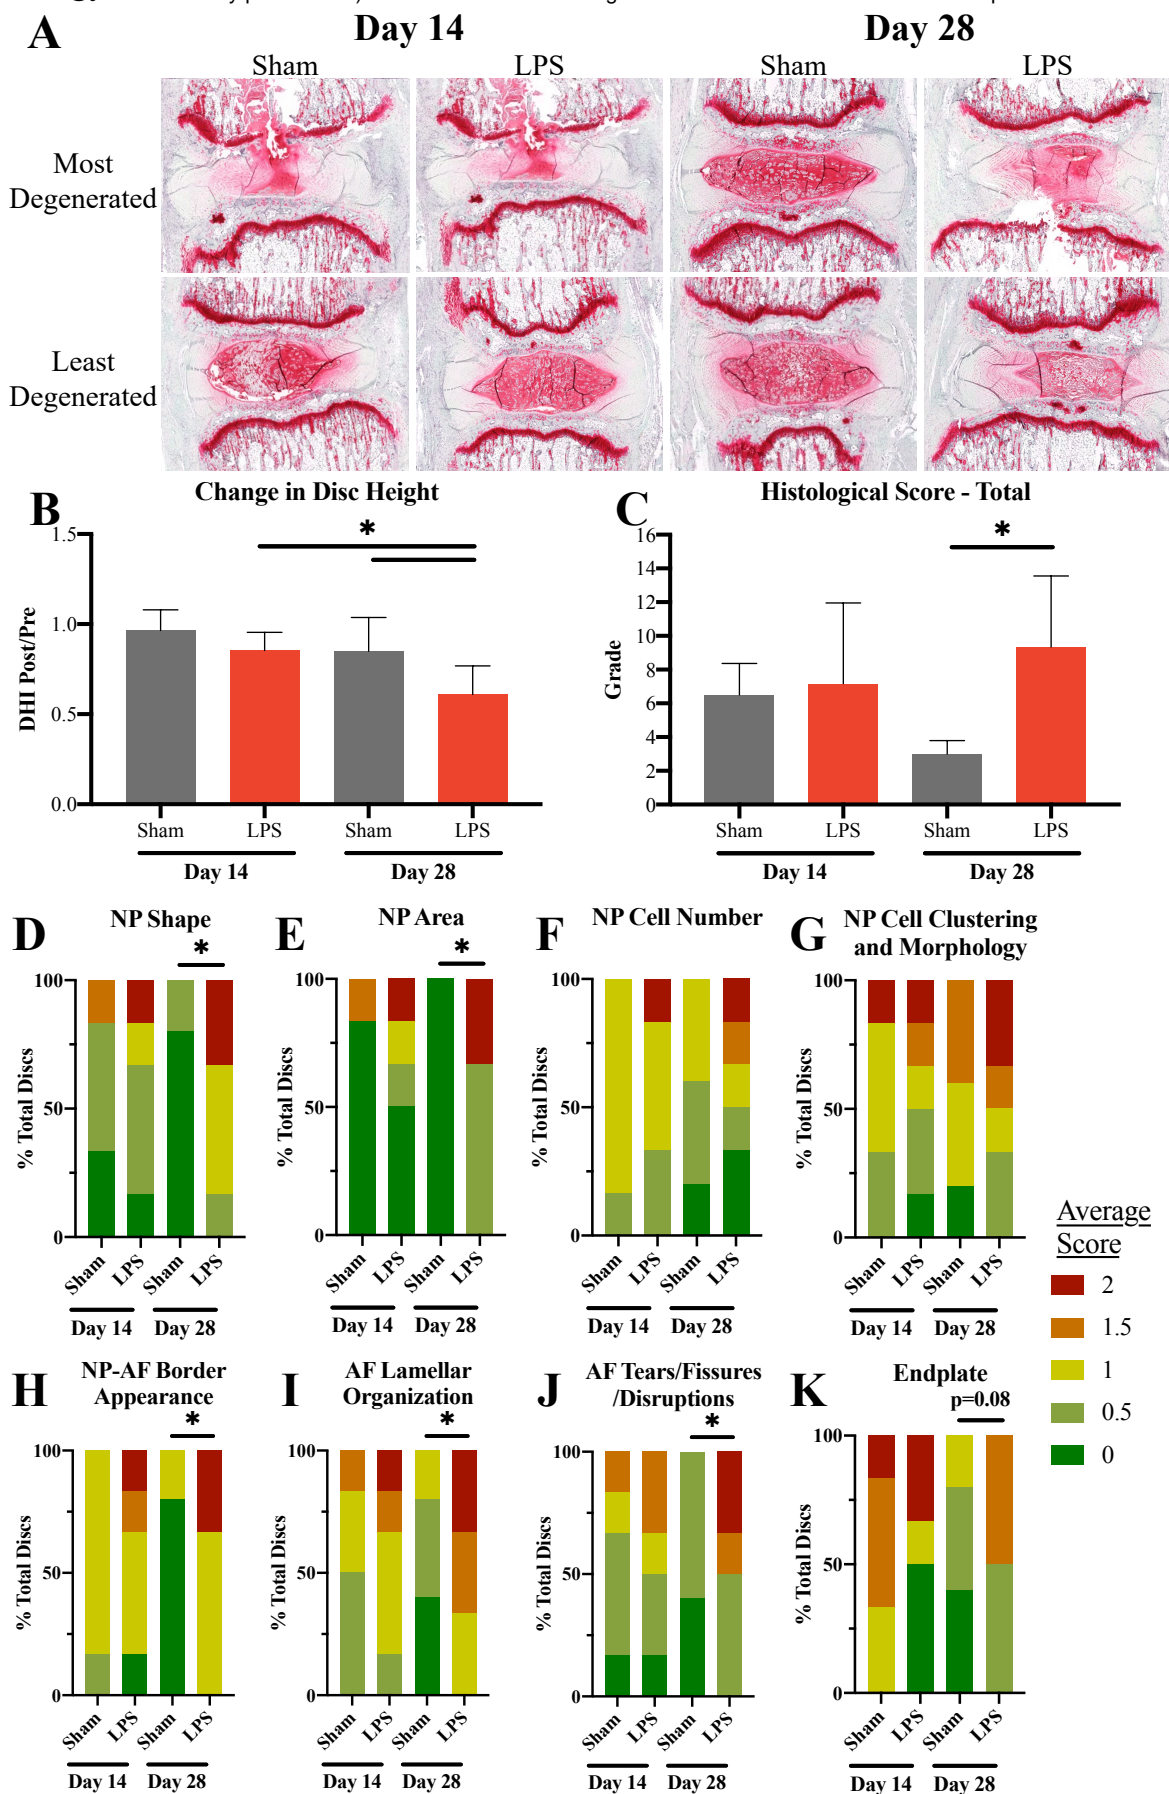 A
Day 14
Day 28
Sham
LPS
Sham
LPS
Most
Degenerated
Least
Degenerated
B
Change in Disc Height
1.5
1.0
0.5
0.0
DHI Post/Pre
*
Sham
LPS
Sham
LPS
Day 14
Day 28
C
Histological Score - Total
16
14
12
10
8
6
4
2
0
Grade
*
Sham
LPS
Sham
LPS
Day 14
Day 28
D
NP Shape
*
100
50
0
% Total Discs
Sham
LPS
Sham
LPS
Day 14
Day 28
E
NP Area
*
100
50
0
% Total Discs
Sham
LPS
Sham
LPS
Day 14
Day 28
F
NP Cell Number
100
50
0
% Total Discs
Sham
LPS
Sham
LPS
Day 14
Day 28
G
NP Cell Clustering
and Morphology
100
50
0
% Total Discs
Sham
LPS
Sham
LPS
Day 14
Day 28
Average
Score
2
1.5
1
0.5
0
H
NP-AF Border
Appearance
*
100
50
0
% Total Discs
Sham
LPS
Sham
LPS
Day 14
Day 28
I
AF Lamellar
Organization
*
100
50
0
% Total Discs
Sham
LPS
Sham
LPS
Day 14
Day 28
J
AF Tears/Fissures
/Disruptions
*
100
50
0
% Total Discs
Sham
LPS
Sham
LPS
Day 14
Day 28
K
Endplate
p=0.08
100
50
0
% Total Discs
Sham
LPS
Sham
LPS
Day 14
Day 28